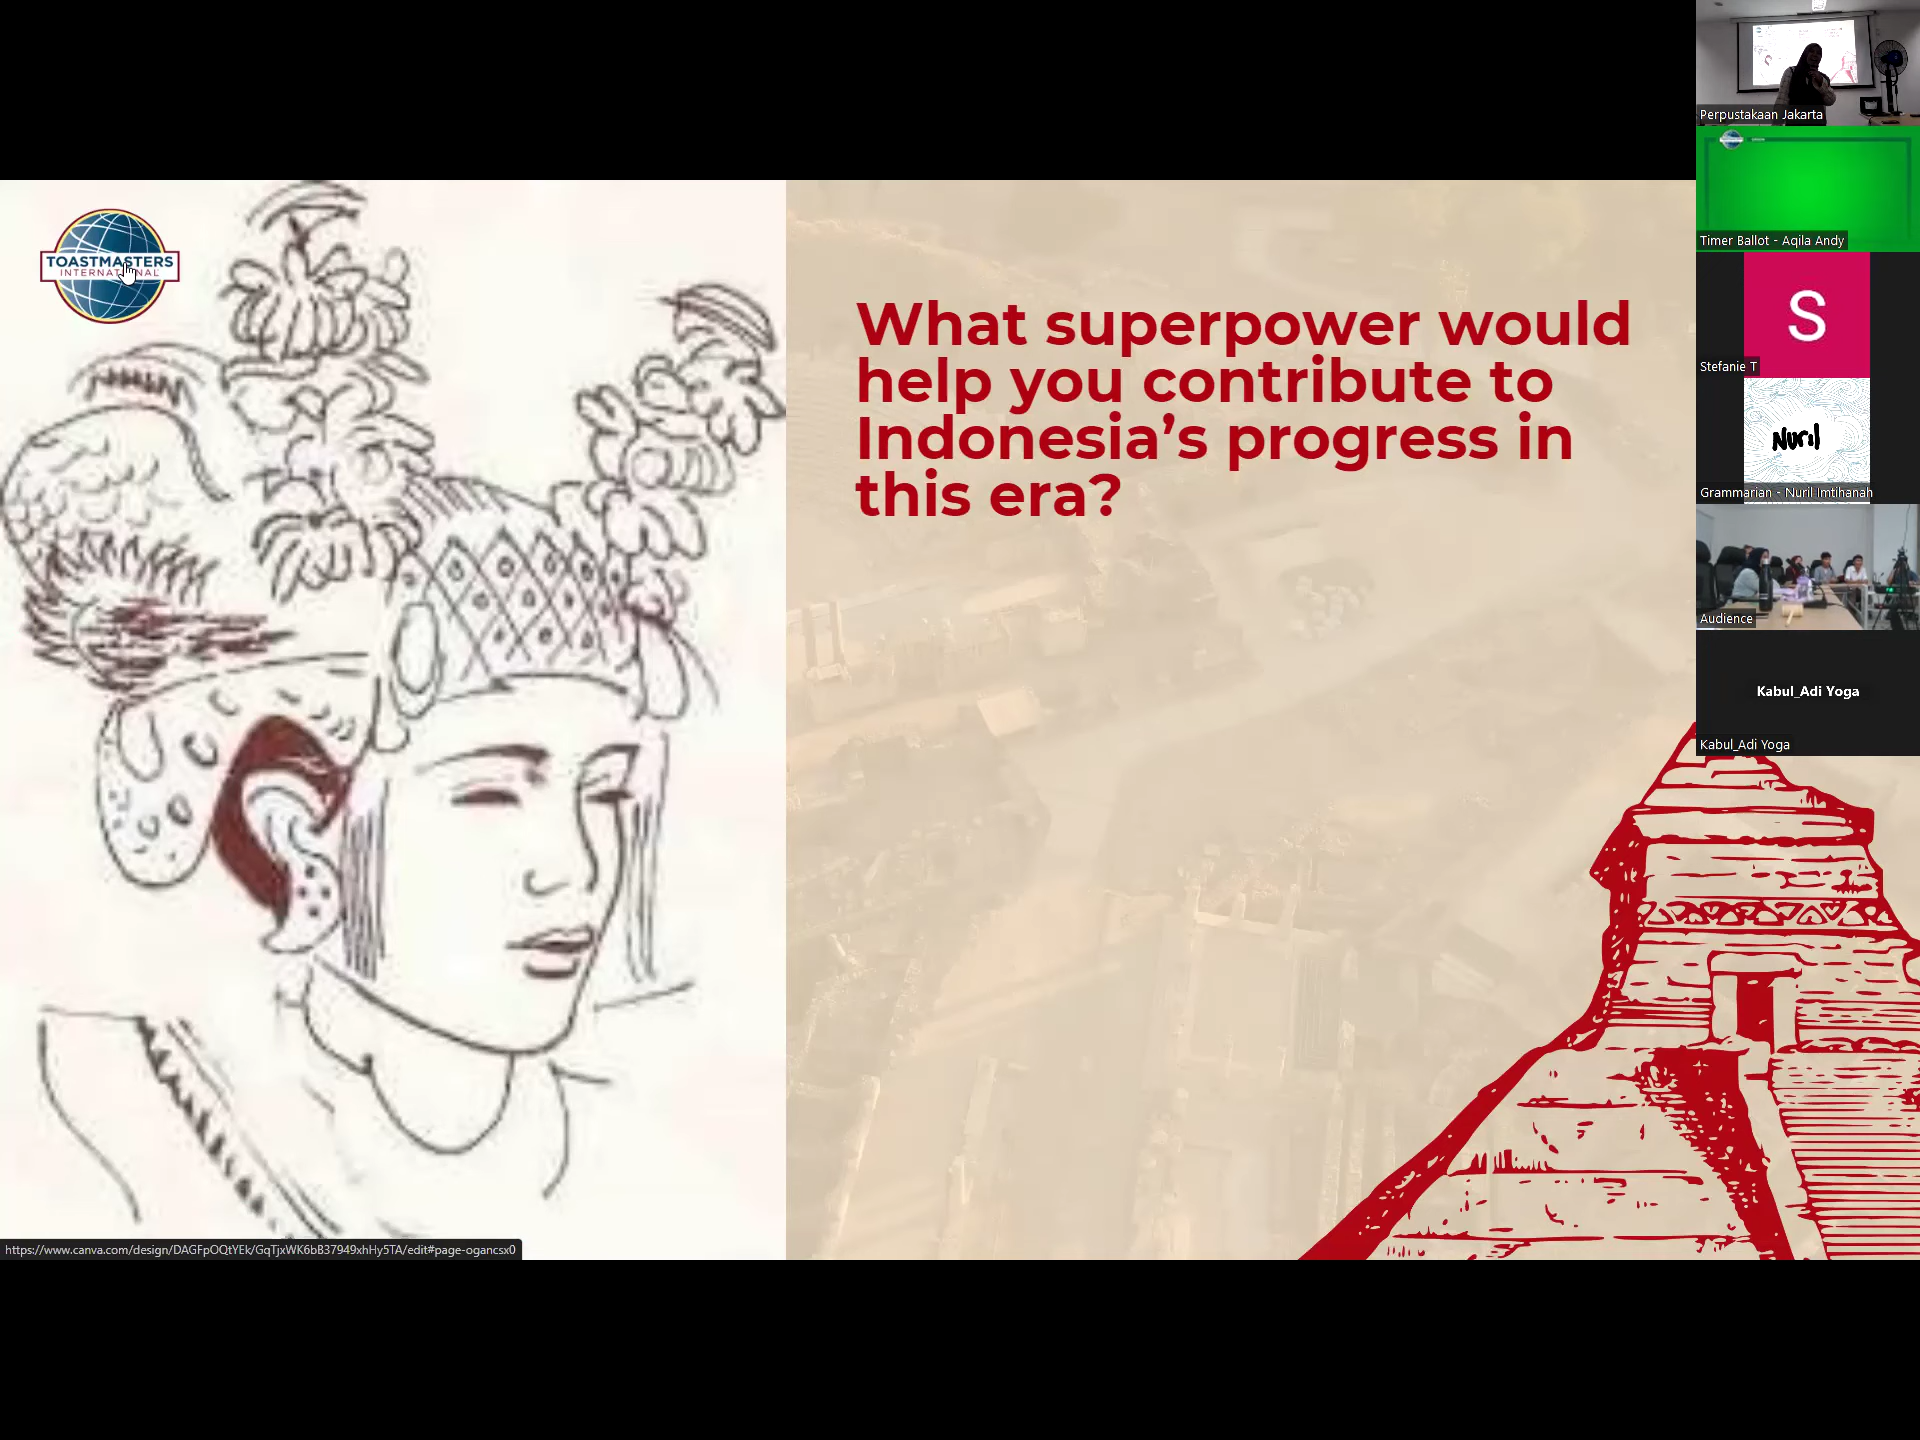 TOASTMASTERS
INTERNATIONAL
What superpower would
help you contribute to
Indonesia's progress in
this era?
Perpustakaan Jakarta
Timer Ballot - Aqila Andy
S
Stefanie T
Nuril
Grammarian - Nuril Imtihanah
Audience
Kabul_Adi Yoga
Kabul_Adi Yoga
https://www.canva.com/design/DAGFpOQtYEk/GqTjxWK6bB37949xhHy5TA/edit#page-ogancsx0